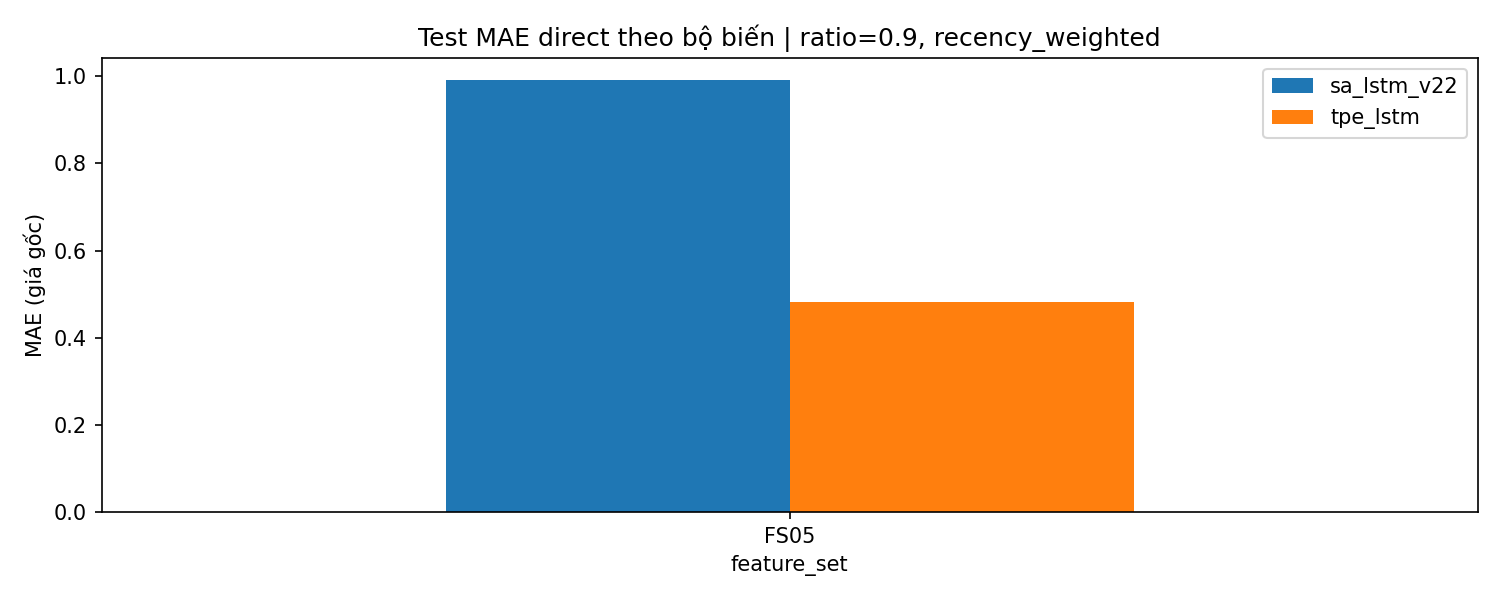 Test MAE direct theo bộ biến | ratio=0.9, recency_weighted
sa_lstm_v22
tpe_lstm
MAE (giá gốc)
1.0
0.8
0.6
0.4
0.2
0.0
FS05
feature_set